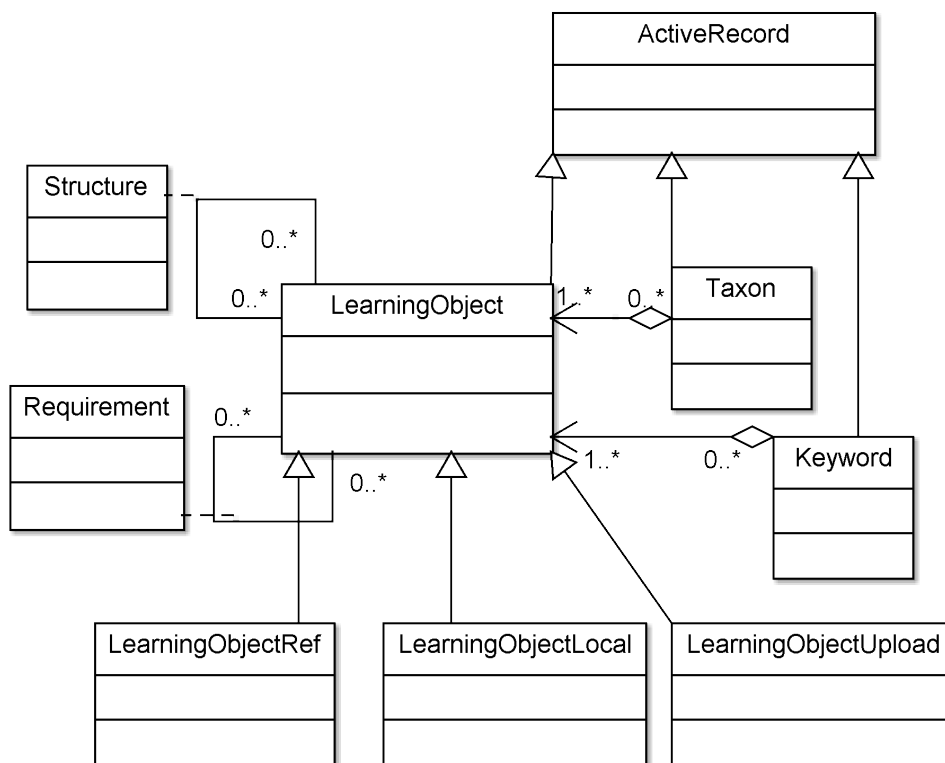 ActiveRecord
Structure
0..*
0..*
LearningObject
1..*
0..*
Taxon
Requirement
0..*
0..*
1..*
0..*
Keyword
LearningObjectRef
LearningObjectLocal
LearningObjectUpload